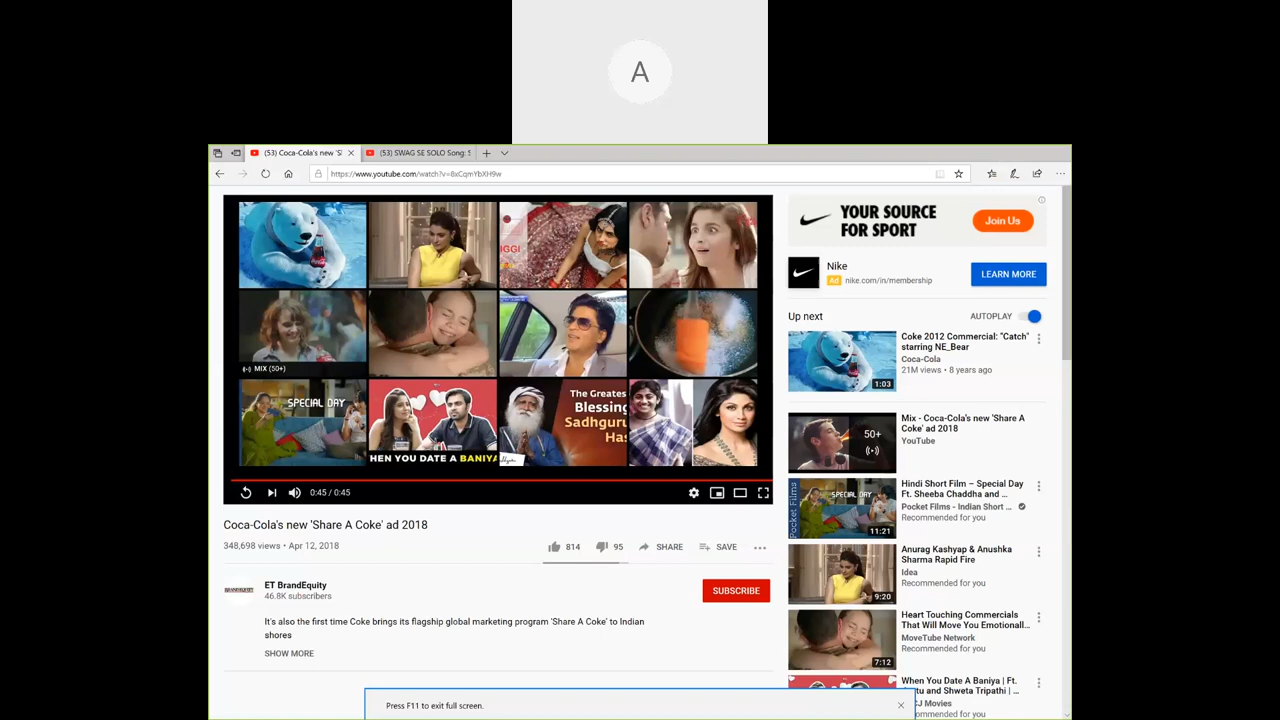 A
(53) Coca-Cola's new 'S
(53) SWAG SE SOLO Song: S
https://www.youtube.com/watch?v=8xCqmYbXH9w
MIX (50+)
SPECIAL DAY
HEN YOU DATE A BANIYA
The Greates
Blessing
Sadhguru
Has
0:45 / 0:45
Coca-Cola's new 'Share A Coke' ad 2018
348,698 views • Apr 12, 2018
814
95
SHARE
SAVE
ET BrandEquity
46.8K subscribers
SUBSCRIBE
It's also the first time Coke brings its flagship global marketing program 'Share A Coke' to Indian
shores
SHOW MORE
YOUR SOURCE
FOR SPORT
Join Us
Nike
Ad nike.com/in/membership
LEARN MORE
Up next
AUTOPLAY
1:03
Coke 2012 Commercial: "Catch"
starring NE_Bear
Coca-Cola
21M views • 8 years ago
50+
Mix - Coca-Cola's new 'Share A
Coke' ad 2018
YouTube
Pocket Films
SPECIAL DAY
11:21
Hindi Short Film – Special Day
Ft. Sheeba Chaddha and ...
Pocket Films - Indian Short ...
Recommended for you
9:20
Anurag Kashyap & Anushka
Sharma Rapid Fire
Idea
Recommended for you
7:12
Heart Touching Commercials
That Will Move You Emotionall...
MoveTube Network
Recommended for you
When You Date A Baniya | Ft.
tu and Shweta Tripathi | ...
CJ Movies
Recommended for you
Press F11 to exit full screen.